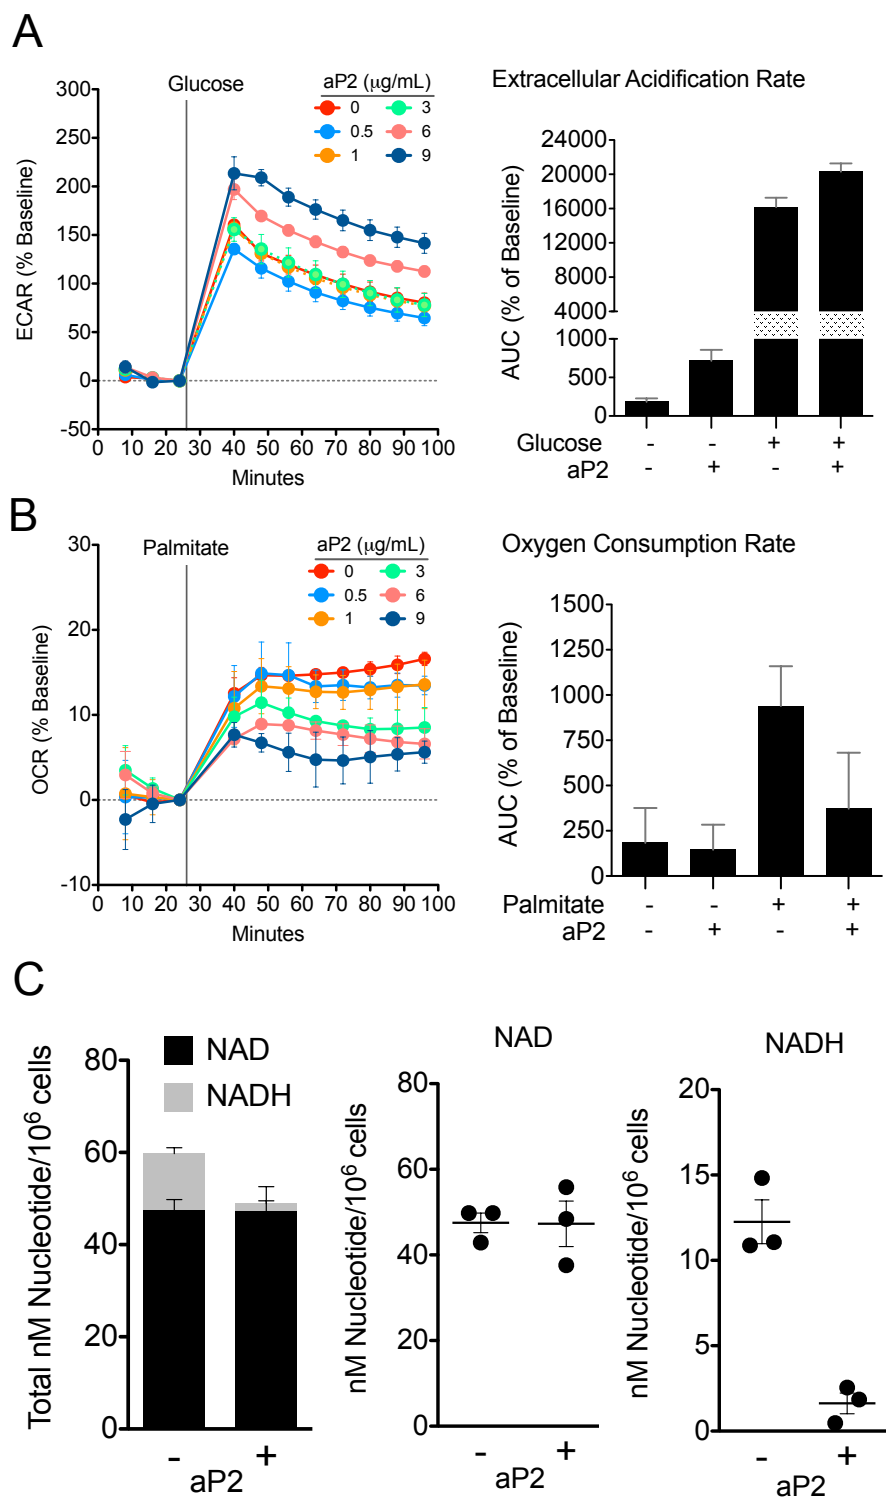 A
Glucose
aP2 (μg/mL)
0 3
0.5 6
1 9
300
250
200
150
100
50
0
-50
ECAR (% Baseline)
0 10 20 30 40 50 60 70 80 90 100
Minutes
Extracellular Acidification Rate
24000
20000
16000
12000
8000
4000
1000
500
0
AUC (% of Baseline)
Glucose - - + +
aP2 - + - +
B
Palmitate
aP2 (μg/mL)
0 3
0.5 6
1 9
30
20
10
0
-10
OCR (% Baseline)
0 10 20 30 40 50 60 70 80 90 100
Minutes
Oxygen Consumption Rate
1500
1250
1000
750
500
250
0
AUC (% of Baseline)
Palmitate - - + +
aP2 - + - +
C
NAD
NADH
80
60
40
20
0
Total nM Nucleotide/10⁶ cells
- +
aP2
NAD
80
60
40
20
0
nM Nucleotide/10⁶ cells
- +
aP2
NADH
20
15
10
5
0
nM Nucleotide/10⁶ cells
- +
aP2